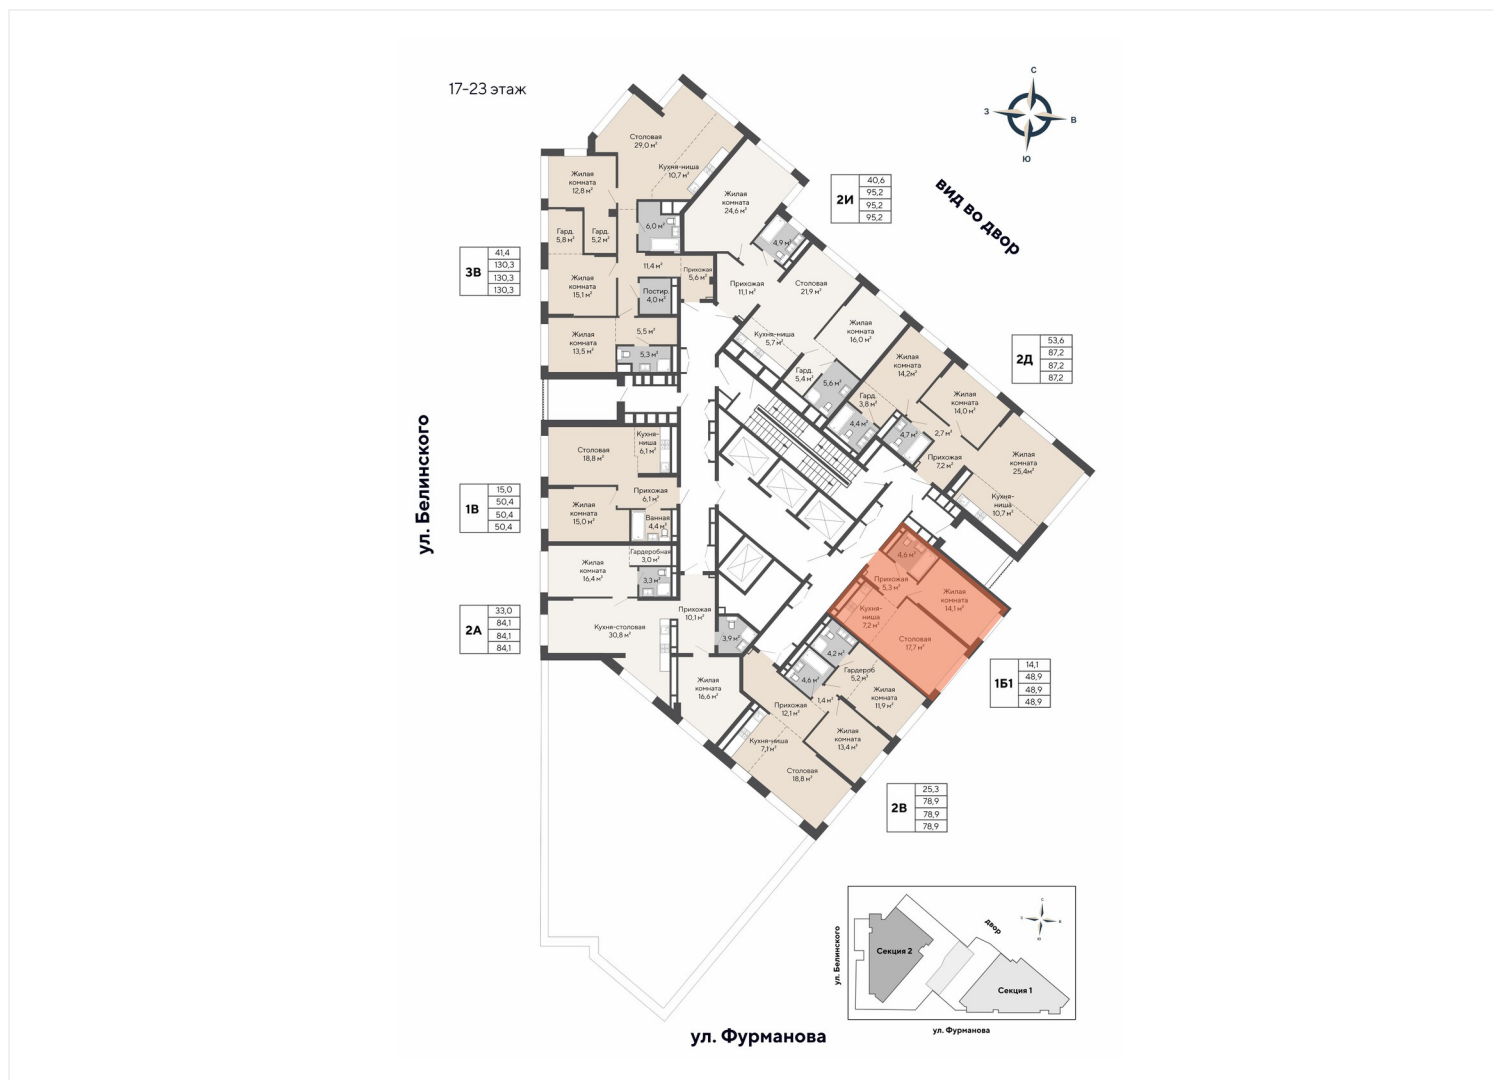 17-23 этаж
С
З
В
Ю
вид во двор
ул. Белинского
Столовая
29,0 м²
Кухня-ниша
10,7 м²
Жилая
комната
12,8 м²
Гард.
5,8 м²
Гард.
5,2 м²
6,0 м²
11,4 м²
Прихожая
5,6 м²
Постир.
4,0 м²
Жилая
комната
15,1 м²
5,5 м²
Жилая
комната
13,5 м²
5,3 м²
3В
41,4
130,3
130,3
130,3
Жилая
комната
24,6 м²
4,9 м²
Прихожая
11,1 м²
Столовая
21,9 м²
Кухня-ниша
5,7 м²
Жилая
комната
16,0 м²
Гард.
5,4 м²
5,6 м²
2И
40,6
95,2
95,2
95,2
Жилая
комната
14,2м²
Гард.
3,8 м²
4,4 м²
4,7 м²
2,7 м²
Жилая
комната
14,0 м²
Прихожая
7,2 м²
Жилая
комната
25,4м²
Кухня-
ниша
10,7 м²
2Д
53,6
87,2
87,2
87,2
Столовая
18,8 м²
Кухня-
ниша
6,1 м²
Прихожая
6,1 м²
Жилая
комната
15,0 м²
Ванная
4,4 м²
1В
15,0
50,4
50,4
50,4
Гардеробная
3,0 м²
Жилая
комната
16,4 м²
3,3 м²
Кухня-столовая
30,8 м²
Прихожая
10,1 м²
3,9 м²
Жилая
комната
16,6 м²
2А
33,0
84,1
84,1
84,1
4,6 м²
Прихожая
5,3 м²
Жилая
комната
14,1 м²
Кухня-
ниша
7,2 м²
Столовая
17,7 м²
1Б1
14,1
48,9
48,9
48,9
4,2 м²
4,6 м²
Гардероб
5,2 м²
1,4 м²
Жилая
комната
11,9 м²
Прихожая
12,1 м²
Жилая
комната
13,4 м²
Кухня-ниша
7,1 м²
Столовая
18,8 м²
2В
25,3
78,9
78,9
78,9
ул. Фурманова
ул. Белинского
Секция 2
двор
Секция 1
ул. Фурманова